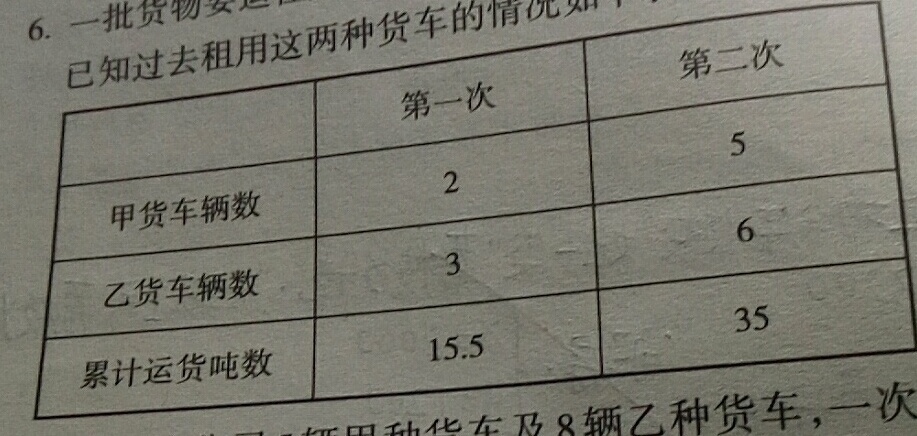 6. 一批货物要运往
已知过去租用这两种货车的情况如下
第一次 第二次
甲货车辆数 2 5
乙货车辆数 3 6
累计运货吨数 15.5 35
辆甲种货车及8辆乙种货车,一次